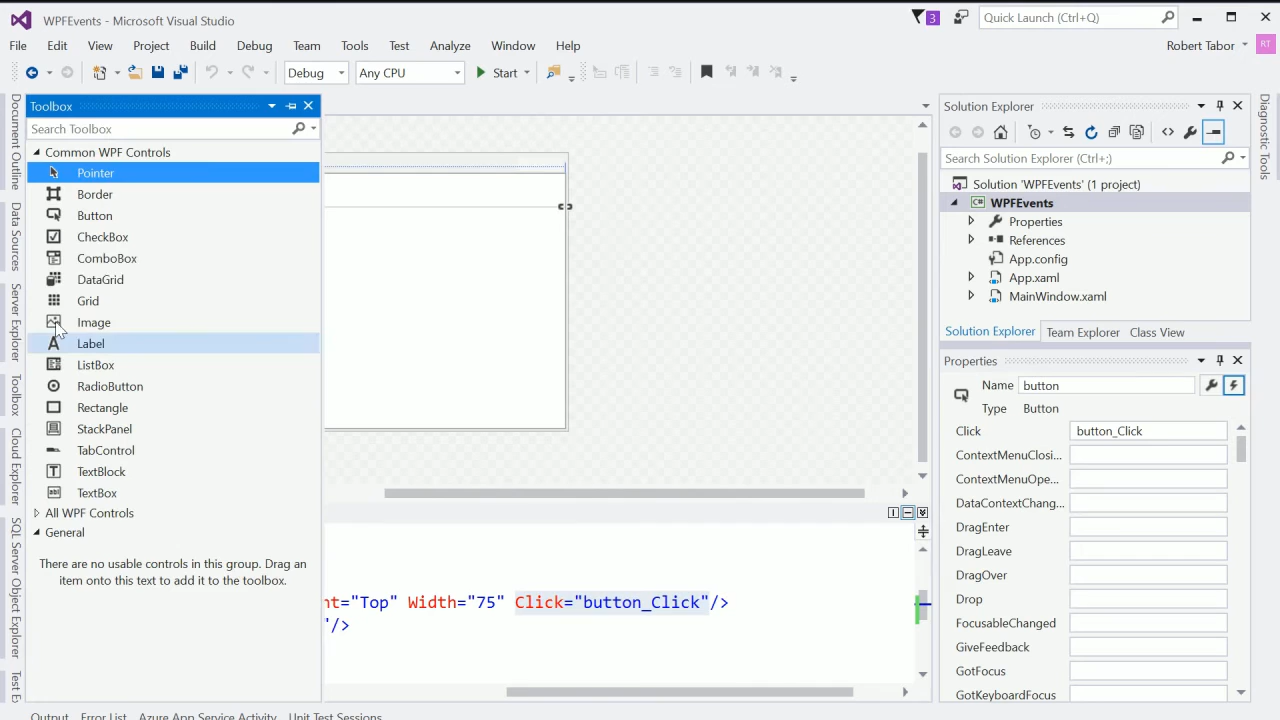 WPFEvents - Microsoft Visual Studio
3
Quick Launch (Ctrl+Q)
File Edit View Project Build Debug Team Tools Test Analyze Window Help
Robert Tabor RT
Debug Any CPU Start
Document Outline
Data Sources
Server Explorer
Toolbox
Cloud Explorer
SQL Server Object Explorer
Toolbox
Search Toolbox
Common WPF Controls
Pointer
Border
Button
CheckBox
ComboBox
DataGrid
Grid
Image
Label
ListBox
RadioButton
Rectangle
StackPanel
TabControl
TextBlock
TextBox
All WPF Controls
General
There are no usable controls in this group. Drag an
item onto this text to add it to the toolbox.
nt="Top" Width="75" Click="button_Click"/>
"/>
Solution Explorer
Search Solution Explorer (Ctrl+;)
Solution 'WPFEvents' (1 project)
WPFEvents
Properties
References
App.config
App.xaml
MainWindow.xaml
Solution Explorer Team Explorer Class View
Properties
Name button
Type Button
Click button_Click
ContextMenuClosi...
ContextMenuOpe...
DataContextChang...
DragEnter
DragLeave
DragOver
Drop
FocusableChanged
GiveFeedback
GotFocus
GotKeyboardFocus
Diagnostic Tools
Output Error List Azure App Service Activity Unit Test Sessions